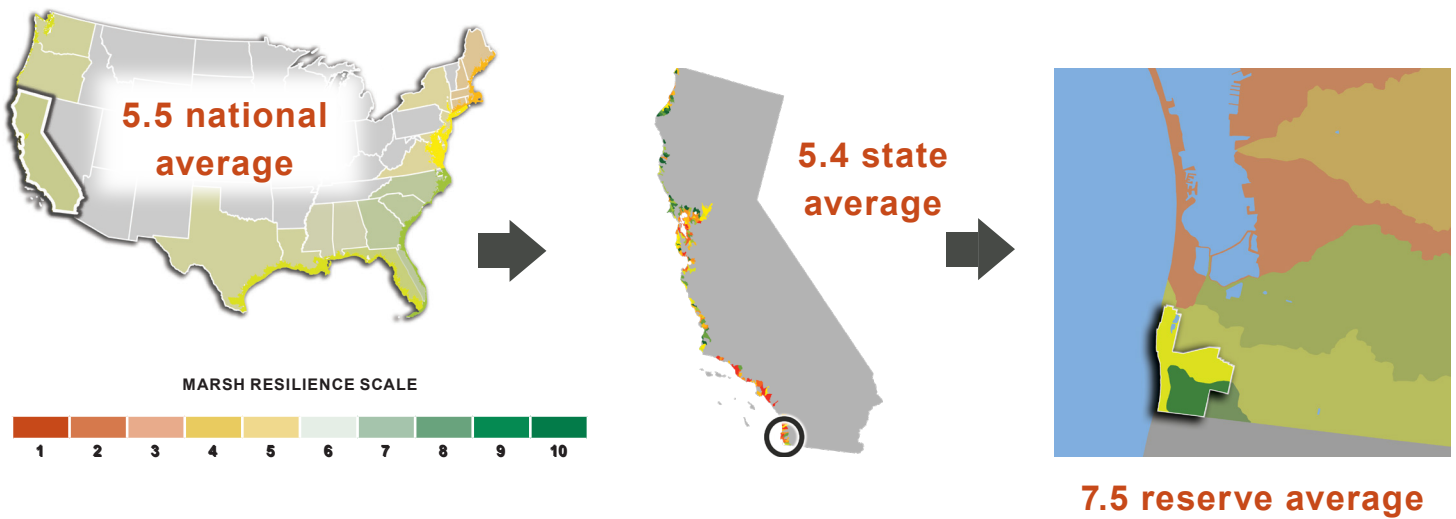 5.5 national
average
5.4 state
average
MARSH RESILIENCE SCALE
1 2 3 4 5 6 7 8 9 10
7.5 reserve average